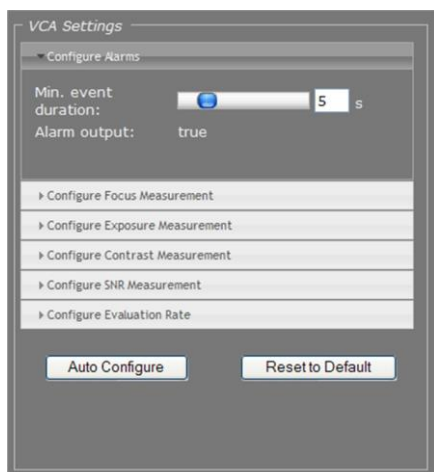 VCA Settings
Configure Alarms
Min. event
duration:
5 s
Alarm output: true
Configure Focus Measurement
Configure Exposure Measurement
Configure Contrast Measurement
Configure SNR Measurement
Configure Evaluation Rate
Auto Configure Reset to Default